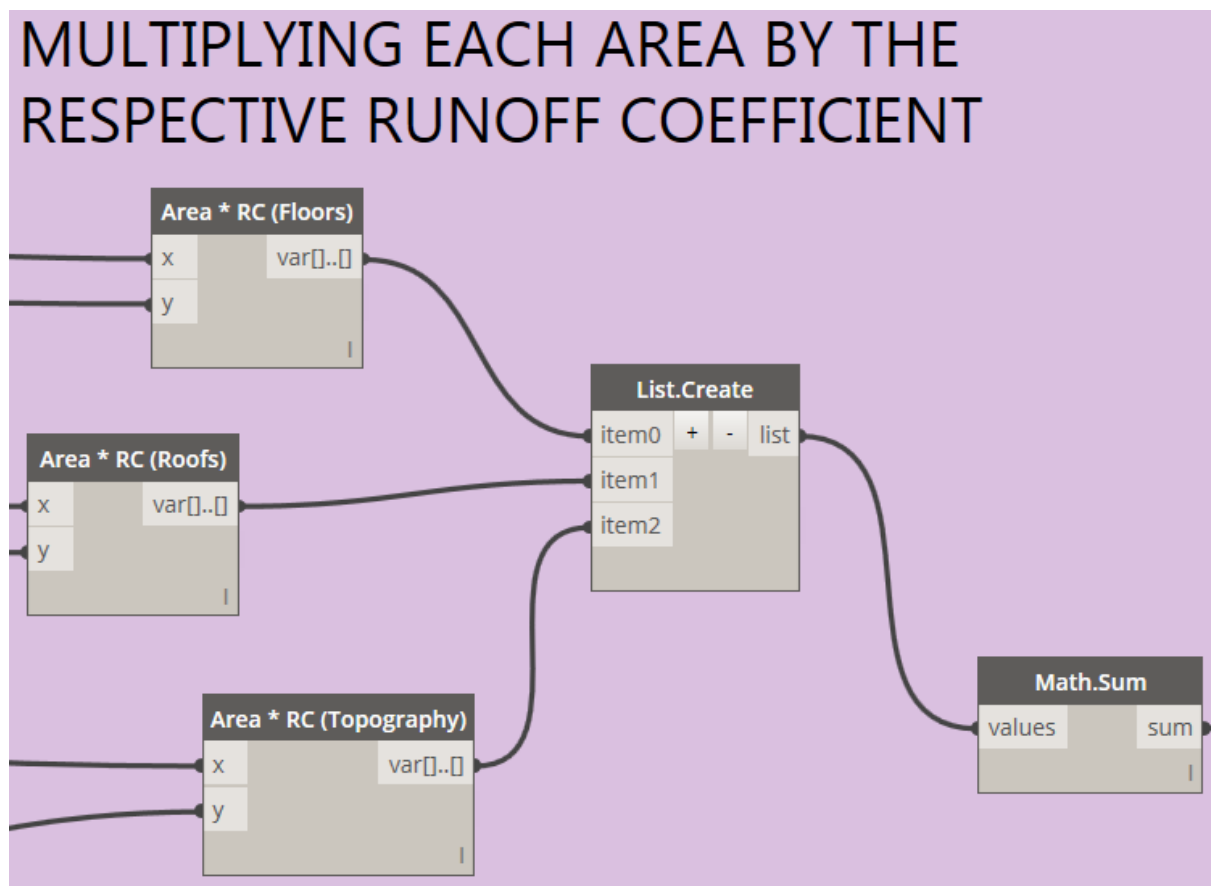 MULTIPLYING EACH AREA BY THE
RESPECTIVE RUNOFF COEFFICIENT
Area * RC (Floors)
x var[]..[]
y
l
List.Create
item0 + - list
item1
item2
Area * RC (Roofs)
x var[]..[]
y
l
Area * RC (Topography)
x var[]..[]
y
l
Math.Sum
values sum
l